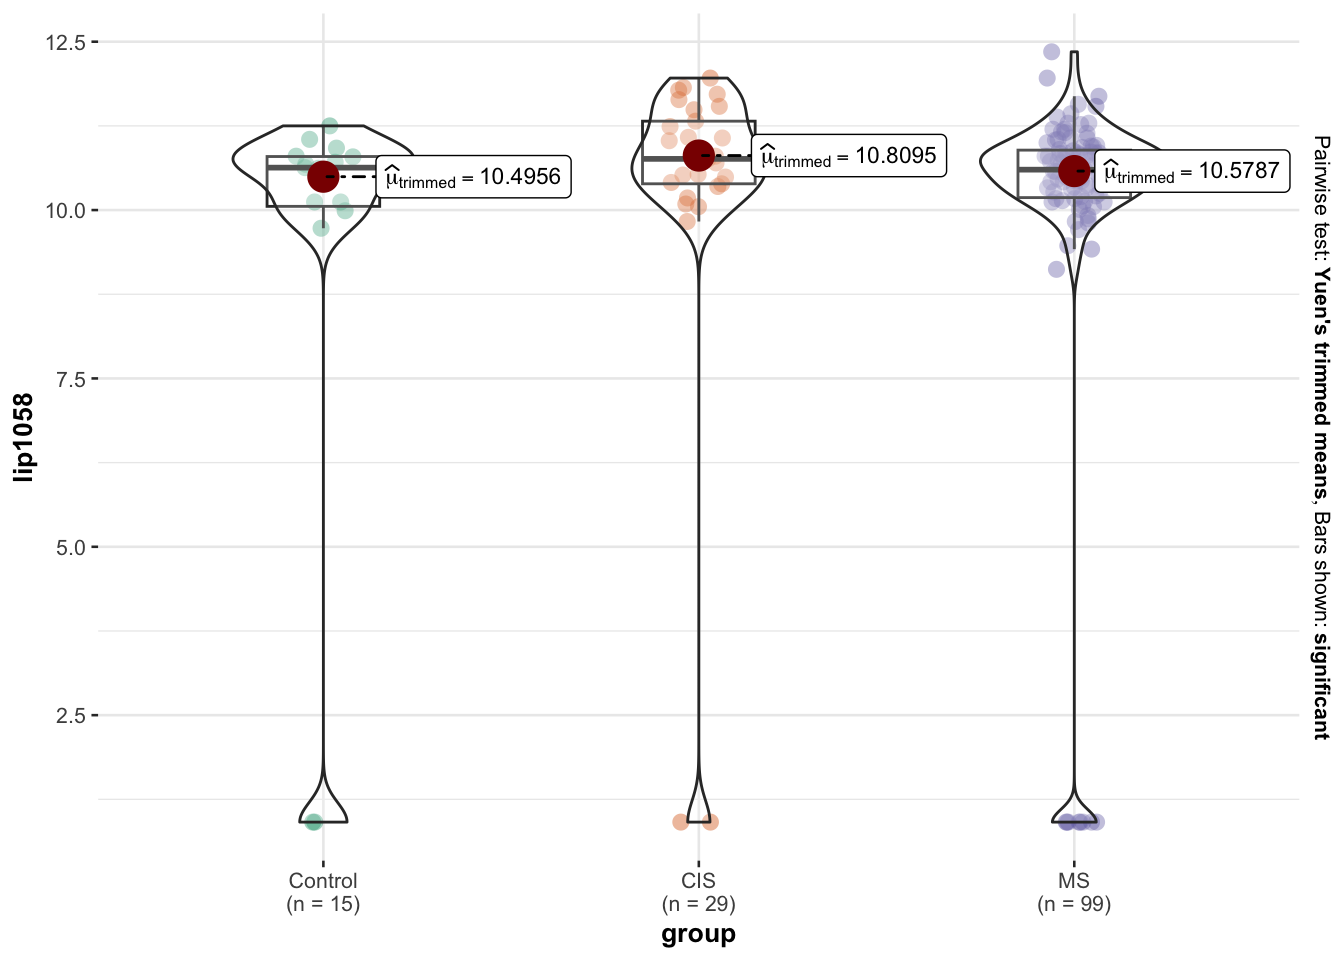 12.5
10.0
7.5
5.0
2.5
lip1058
μ̂trimmed = 10.4956
μ̂trimmed = 10.8095
μ̂trimmed = 10.5787
Control
(n = 15)
CIS
(n = 29)
MS
(n = 99)
group
Pairwise test: Yuen's trimmed means, Bars shown: significant